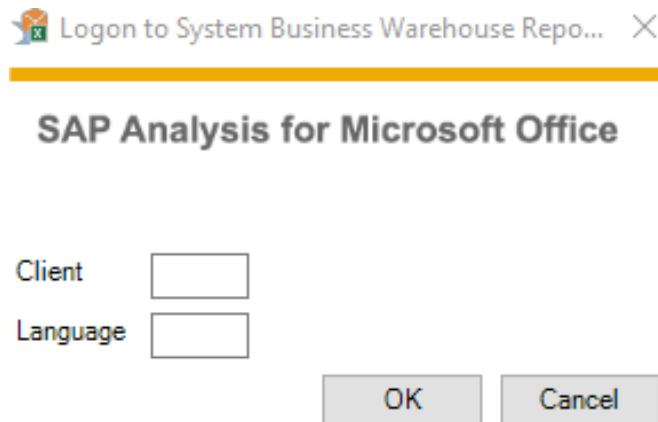 Logon to System Business Warehouse Repo...
SAP Analysis for Microsoft Office
Client
Language
OK Cancel